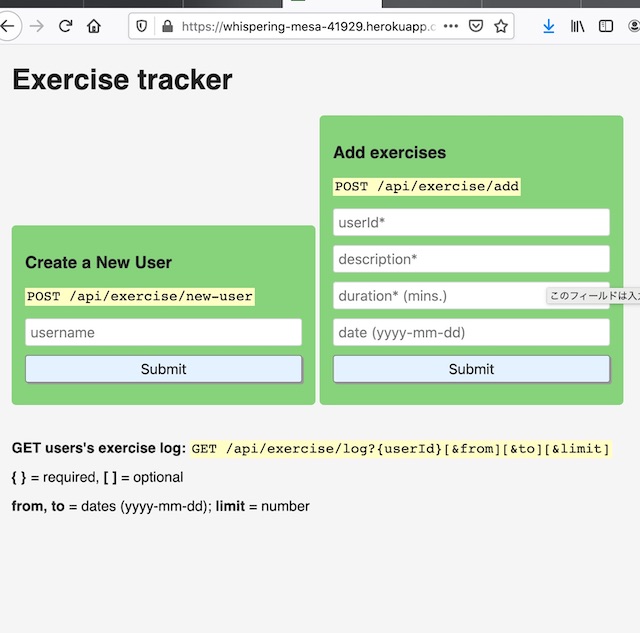 https://whispering-mesa-41929.herokuapp.c
Exercise tracker
Create a New User
POST /api/exercise/new-user
username
Submit
Add exercises
POST /api/exercise/add
userId*
description*
duration* (mins.)
このフィールドは入力
date (yyyy-mm-dd)
Submit
GET users's exercise log: GET /api/exercise/log?{userId}[&from][&to][&limit]
{ } = required, [ ] = optional
from, to = dates (yyyy-mm-dd); limit = number